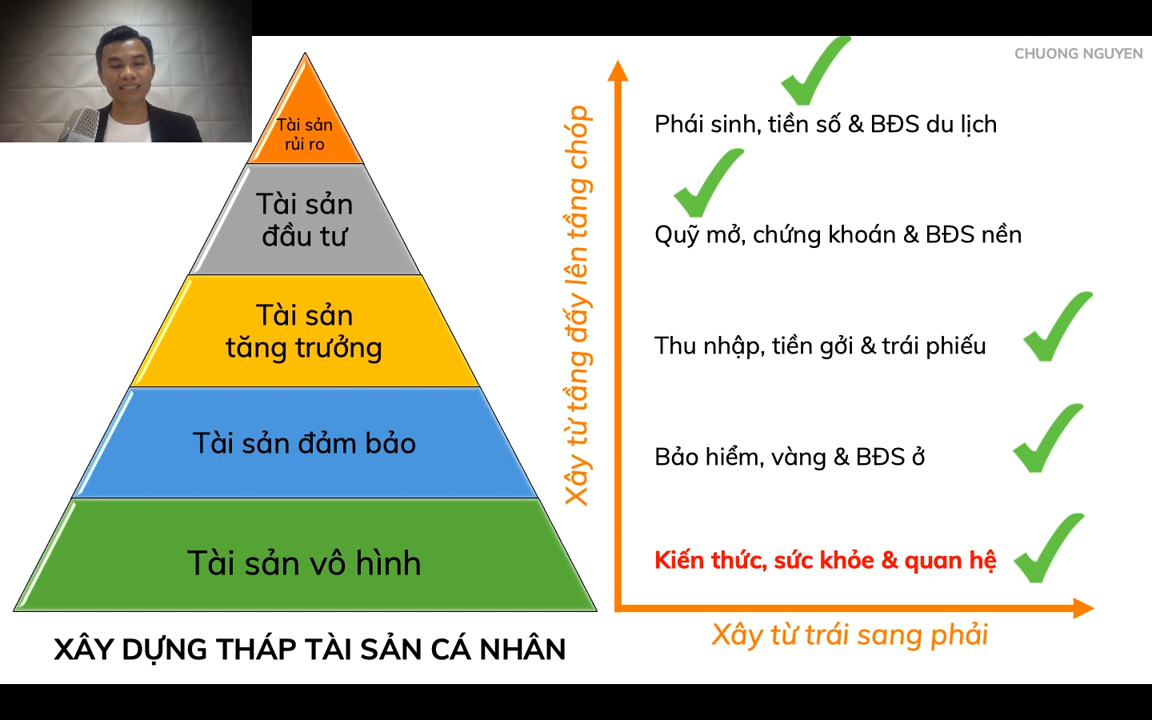 CHUONG NGUYEN
Tài sản
rủi ro
Tài sản
đầu tư
Tài sản
tăng trưởng
Tài sản đảm bảo
Tài sản vô hình
XÂY DỰNG THÁP TÀI SẢN CÁ NHÂN
Xây từ tầng đấy lên tầng chóp
Phái sinh, tiền số & BĐS du lịch
Quỹ mở, chứng khoán & BĐS nền
Thu nhập, tiền gởi & trái phiếu
Bảo hiểm, vàng & BĐS ở
Kiến thức, sức khỏe & quan hệ
Xây từ trái sang phải